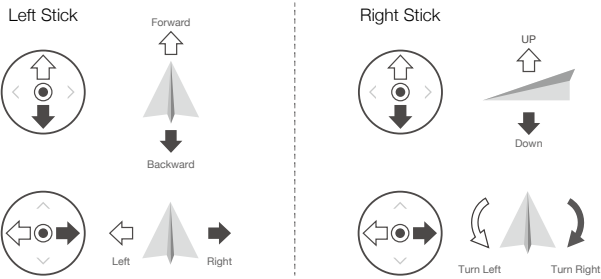 Left Stick
Forward
Backward
Left
Right
Right Stick
UP
Down
Turn Left
Turn Right